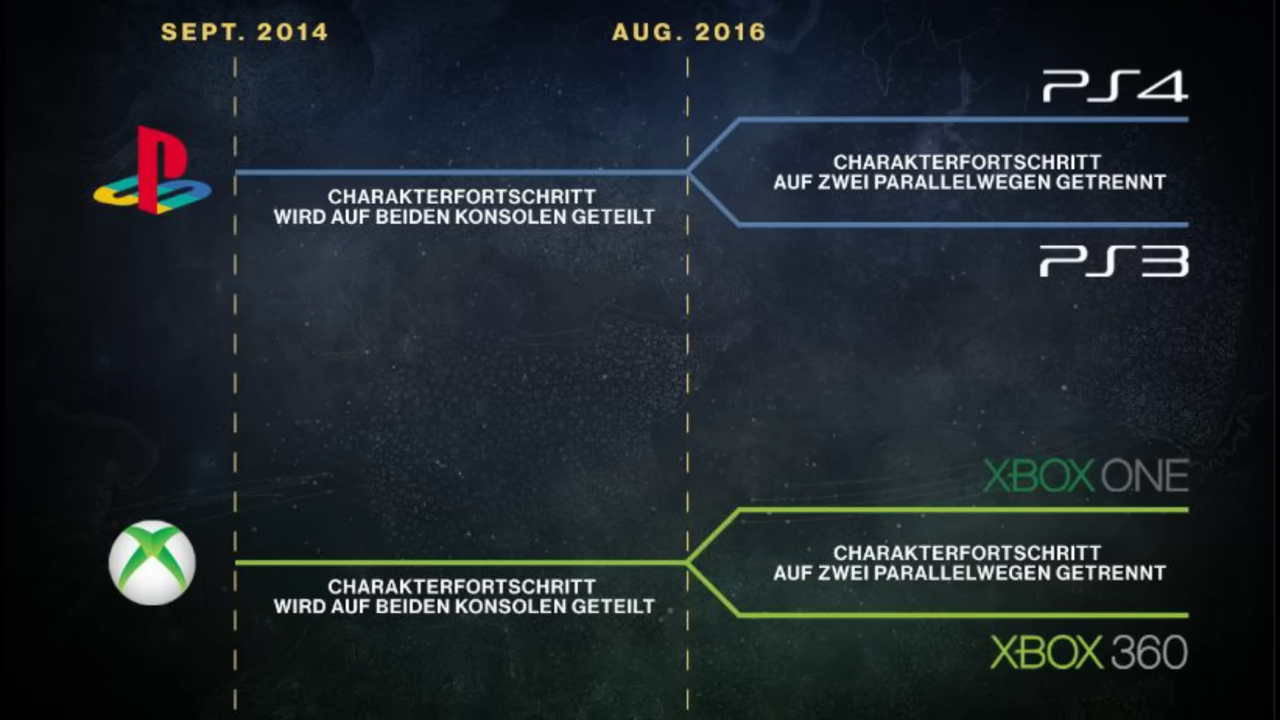 SEPT. 2014
AUG. 2016
PS4
CHARAKTERFORTSCHRITT
WIRD AUF BEIDEN KONSOLEN GETEILT
CHARAKTERFORTSCHRITT
AUF ZWEI PARALLELWEGEN GETRENNT
PS3
XBOX ONE
CHARAKTERFORTSCHRITT
WIRD AUF BEIDEN KONSOLEN GETEILT
CHARAKTERFORTSCHRITT
AUF ZWEI PARALLELWEGEN GETRENNT
XBOX 360